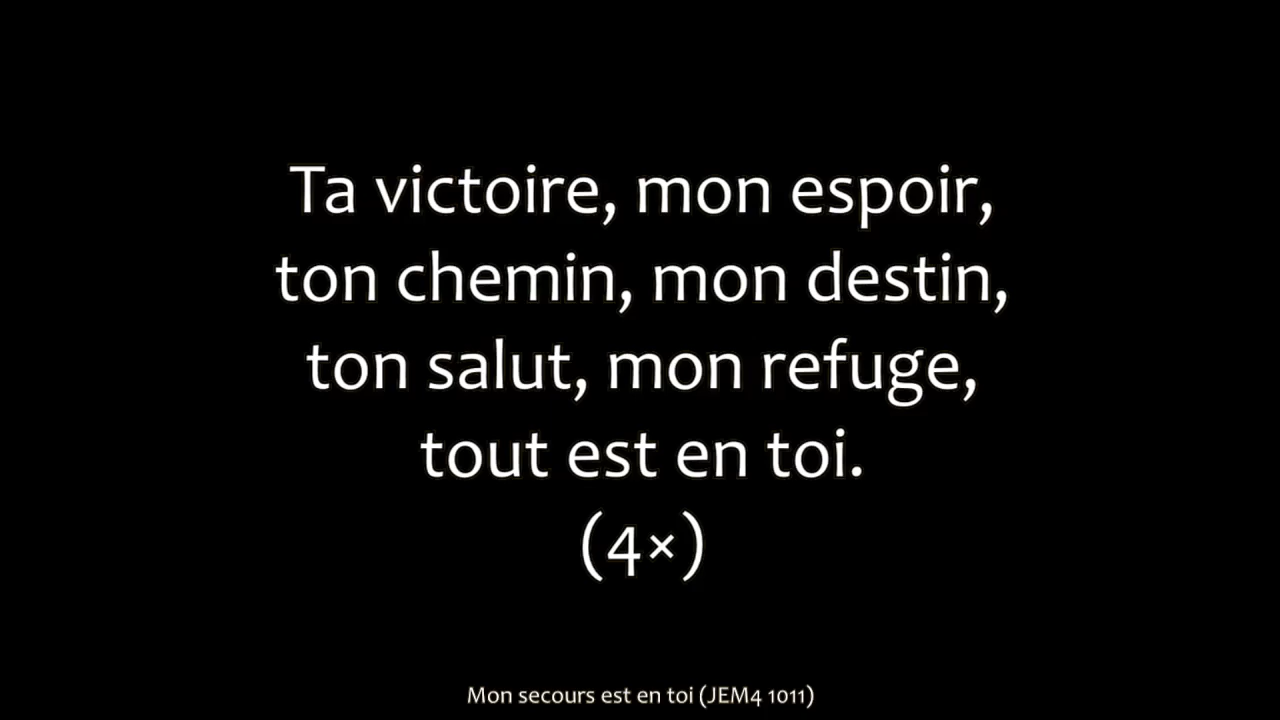 Ta victoire, mon espoir,
ton chemin, mon destin,
ton salut, mon refuge,
tout est en toi.
(4×)
Mon secours est en toi (JEM4 1011)